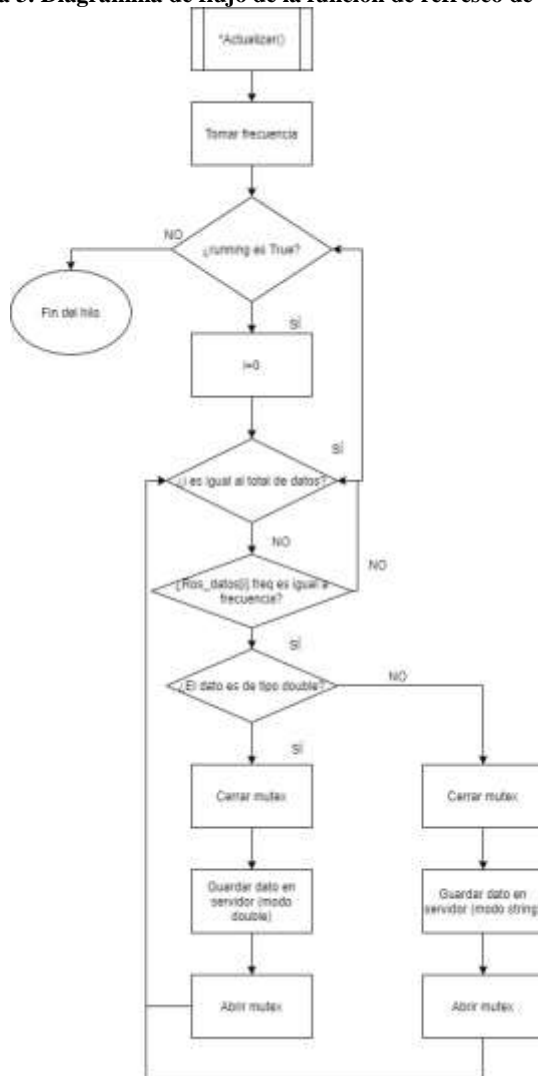 a 3. Diagramma de flujo de la función de refresco de
*Actualizar()
Tomar frecuencia
¿running es True?
NO
Fin del hilo
SÍ
i=0
¿i es igual al total de datos?
SÍ
NO
¿Ros_datos[i].freq es igual a
frecuencia?
NO
SÍ
¿El dato es de tipo double?
NO
SÍ
Cerrar mutex
Cerrar mutex
Guardar dato en
servidor (modo
double)
Guardar dato en
servidor (modo string
Abrir mutex
Abrir mutex